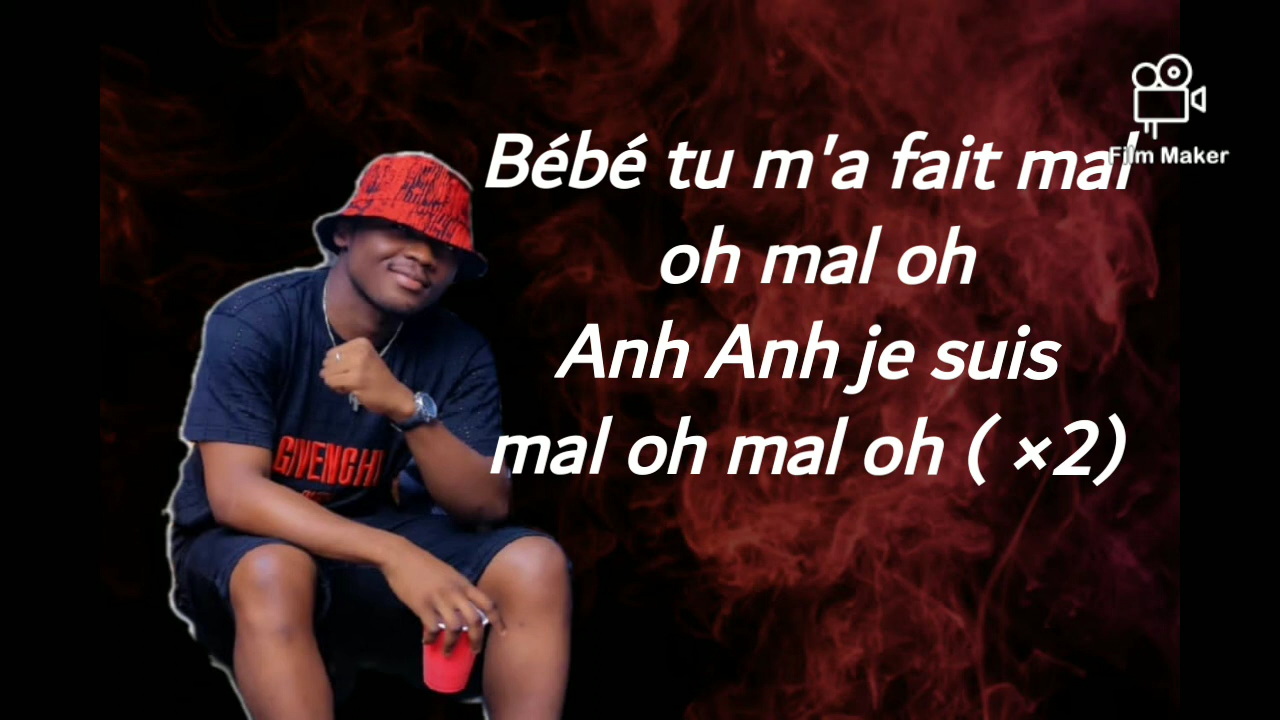 Film Maker
Bébé tu m'a fait mal
oh mal oh
Anh Anh je suis
mal oh mal oh ( ×2)
GIVENCHY